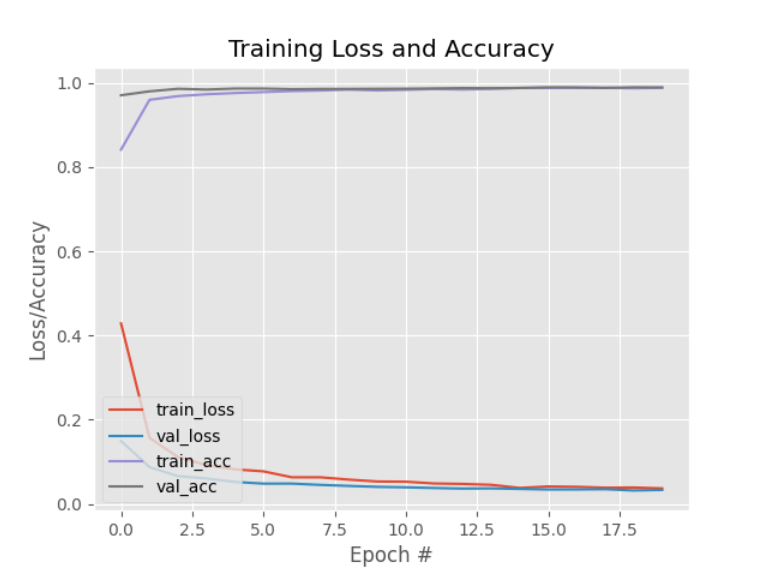 Training Loss and Accuracy
1.0
0.8
0.6
0.4
0.2
0.0
Loss/Accuracy
train_loss
val_loss
train_acc
val_acc
0.0 2.5 5.0 7.5 10.0 12.5 15.0 17.5
Epoch #